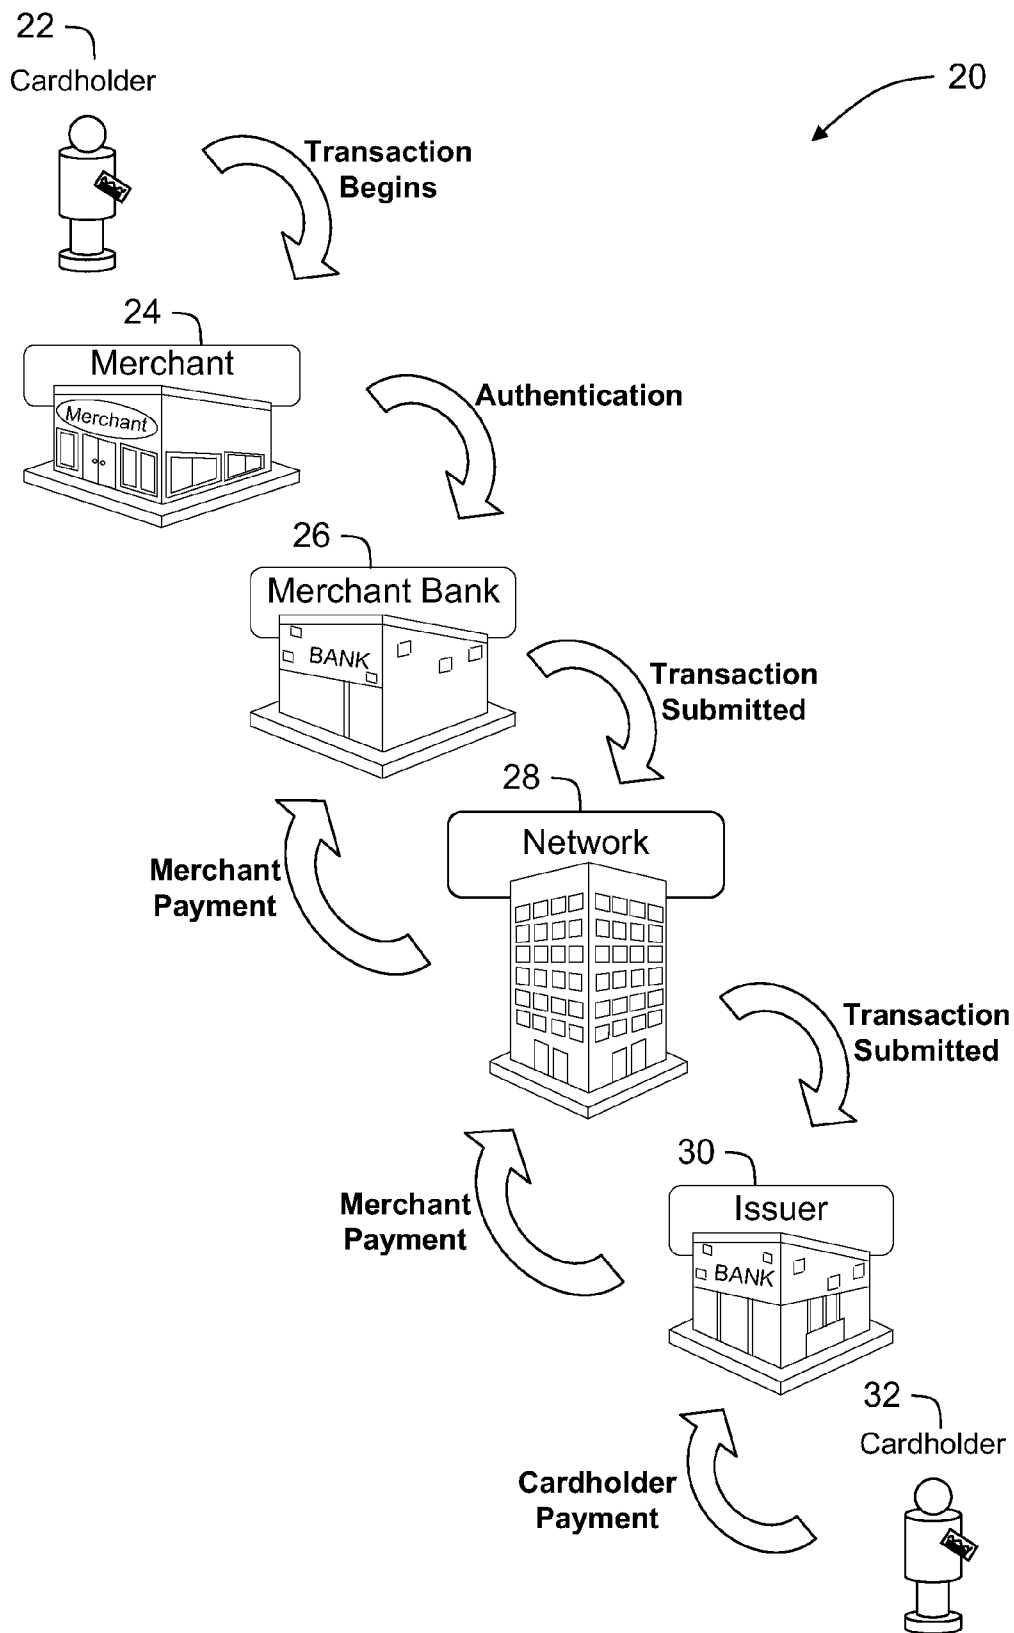 22
Cardholder
20
Transaction
Begins
24
Merchant
Merchant
Authentication
26
Merchant Bank
BANK
Transaction
Submitted
28
Network
Merchant
Payment
Transaction
Submitted
30
Issuer
BANK
Merchant
Payment
32
Cardholder
Cardholder
Payment